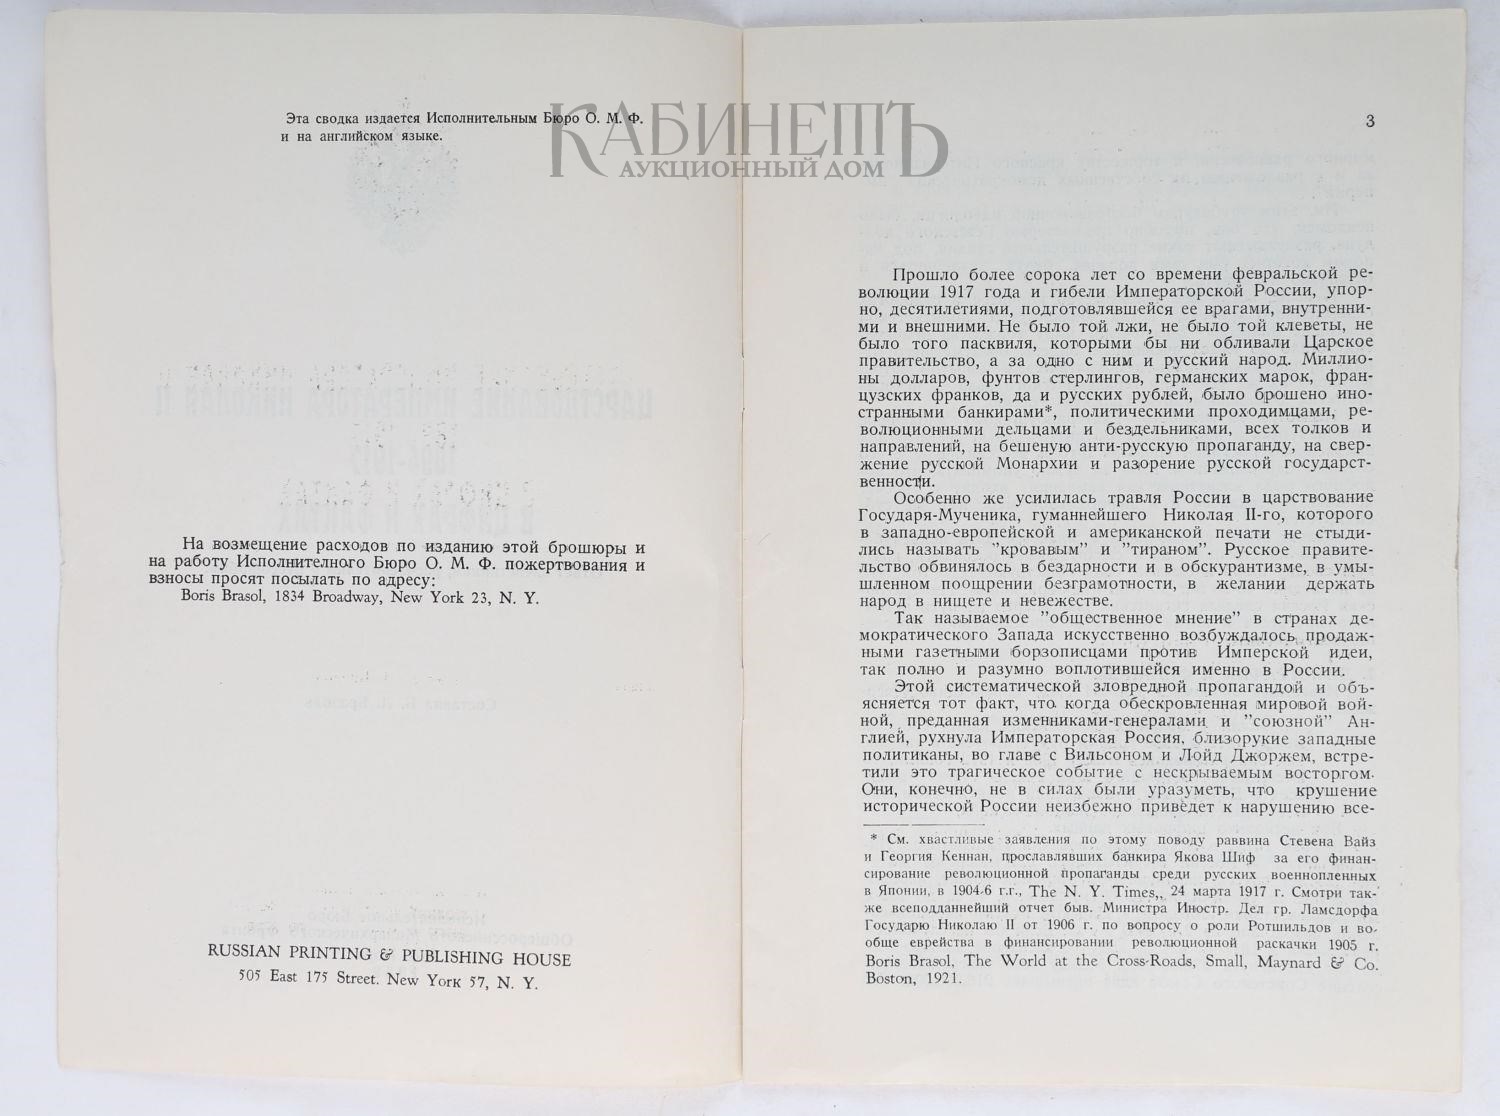 КАБИНЕТЪ
АУКЦИОННЫЙ ДОМ
Эта сводка издается Исполнительным Бюро О. М. Ф.
и на английском языке.
На возмещение расходов по изданию этой брошюры и
на работу Исполнителного Бюро О. М. Ф. пожертвования и
взносы просят посылать по адресу:
Boris Brasol, 1834 Broadway, New York 23, N. Y.
RUSSIAN PRINTING & PUBLISHING HOUSE
505 East 175 Street. New York 57, N. Y.
3
Прошло более сорока лет со времени февральской ре-
волюции 1917 года и гибели Императорской России, упор-
но, десятилетиями, подготовлявшейся ее врагами, внутренни-
ми и внешними. Не было той лжи, не было той клеветы, не
было того пасквиля, которыми бы ни обливали Царское
правительство, а за одно с ним и русский народ. Миллио-
ны долларов, фунтов стерлингов, германских марок, фран-
цузских франков, да и русских рублей, было брошено ино-
странными банкирами*, политическими проходимцами, ре-
волюционными дельцами и бездельниками, всех толков и
направлений, на бешеную анти-русскую пропаганду, на свер-
жение русской Монархии и разорение русской государст-
венности.
Особенно же усилилась травля России в царствование
Государя-Мученика, гуманнейшего Николая II-го, которого
в западно-европейской и американской печати не стыди-
лись называть "кровавым" и "тираном". Русское правите-
льство обвинялось в бездарности и в обскурантизме, в умы-
шленном поощрении безграмотности, в желании держать
народ в нищете и невежестве.
Так называемое "общественное мнение" в странах де-
мократического Запада искусственно возбуждалось продаж-
ными газетными борзописцами против Имперской идеи,
так полно и разумно воплотившейся именно в России.
Этой систематической зловредной пропагандой и объ-
ясняется тот факт, что когда обескровленная мировой вой-
ной, преданная изменниками-генералами и "союзной" Ан-
глией, рухнула Императорская Россия, близорукие западные
политиканы, во главе с Вильсоном и Лойд Джоржем, встре-
тили это трагическое событие с нескрываемым восторгом.
Они, конечно, не в силах были уразуметь, что крушение
исторической России неизбежно приведет к нарушению все-
* См. хвастливые заявления по этому поводу раввина Стевена Вайз
и Георгия Кеннан, прославлявших банкира Якова Шиф за его финан-
сирование революционной пропаганды среди русских военнопленных
в Японии, в 1904-6 г.г., The N. Y. Times,, 24 марта 1917 г. Смотри так-
же всеподданнейший отчет быв. Министра Иностр. Дел гр. Ламсдорфа
Государю Николаю II от 1906 г. по вопросу о роли Ротшильдов и во-
обще еврейства в финансировании революционной раскачки 1905 г.
Boris Brasol, The World at the Cross-Roads, Small, Maynard & Co.
Boston, 1921.